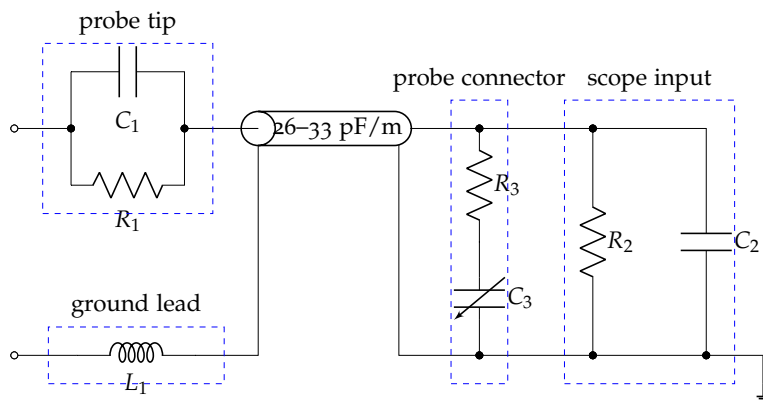 probe tip
C1
R1
26–33 pF/m
probe connector
scope input
R3
C3
R2
C2
ground lead
L1